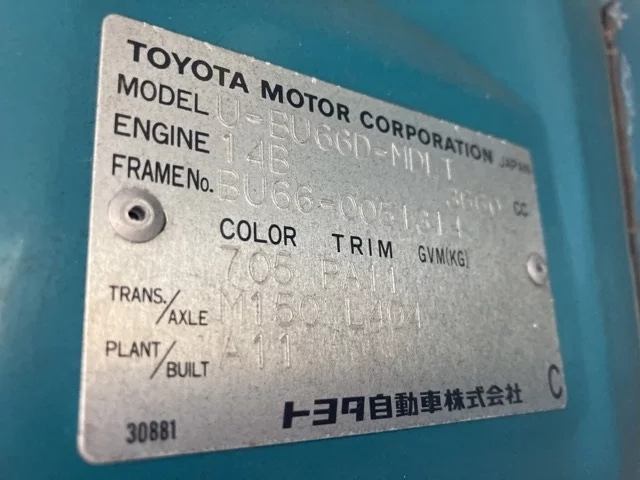 TOYOTA MOTOR CORPORATION JAPAN
MODEL U-BU66D-MDLT
ENGINE 14B 3660 CC
FRAME No. BU66-0051314
COLOR TRIM GVM(KG)
705 FA11
TRANS./AXLE M150 L404
PLANT/BUILT A11
トヨタ自動車株式会社 C
30881